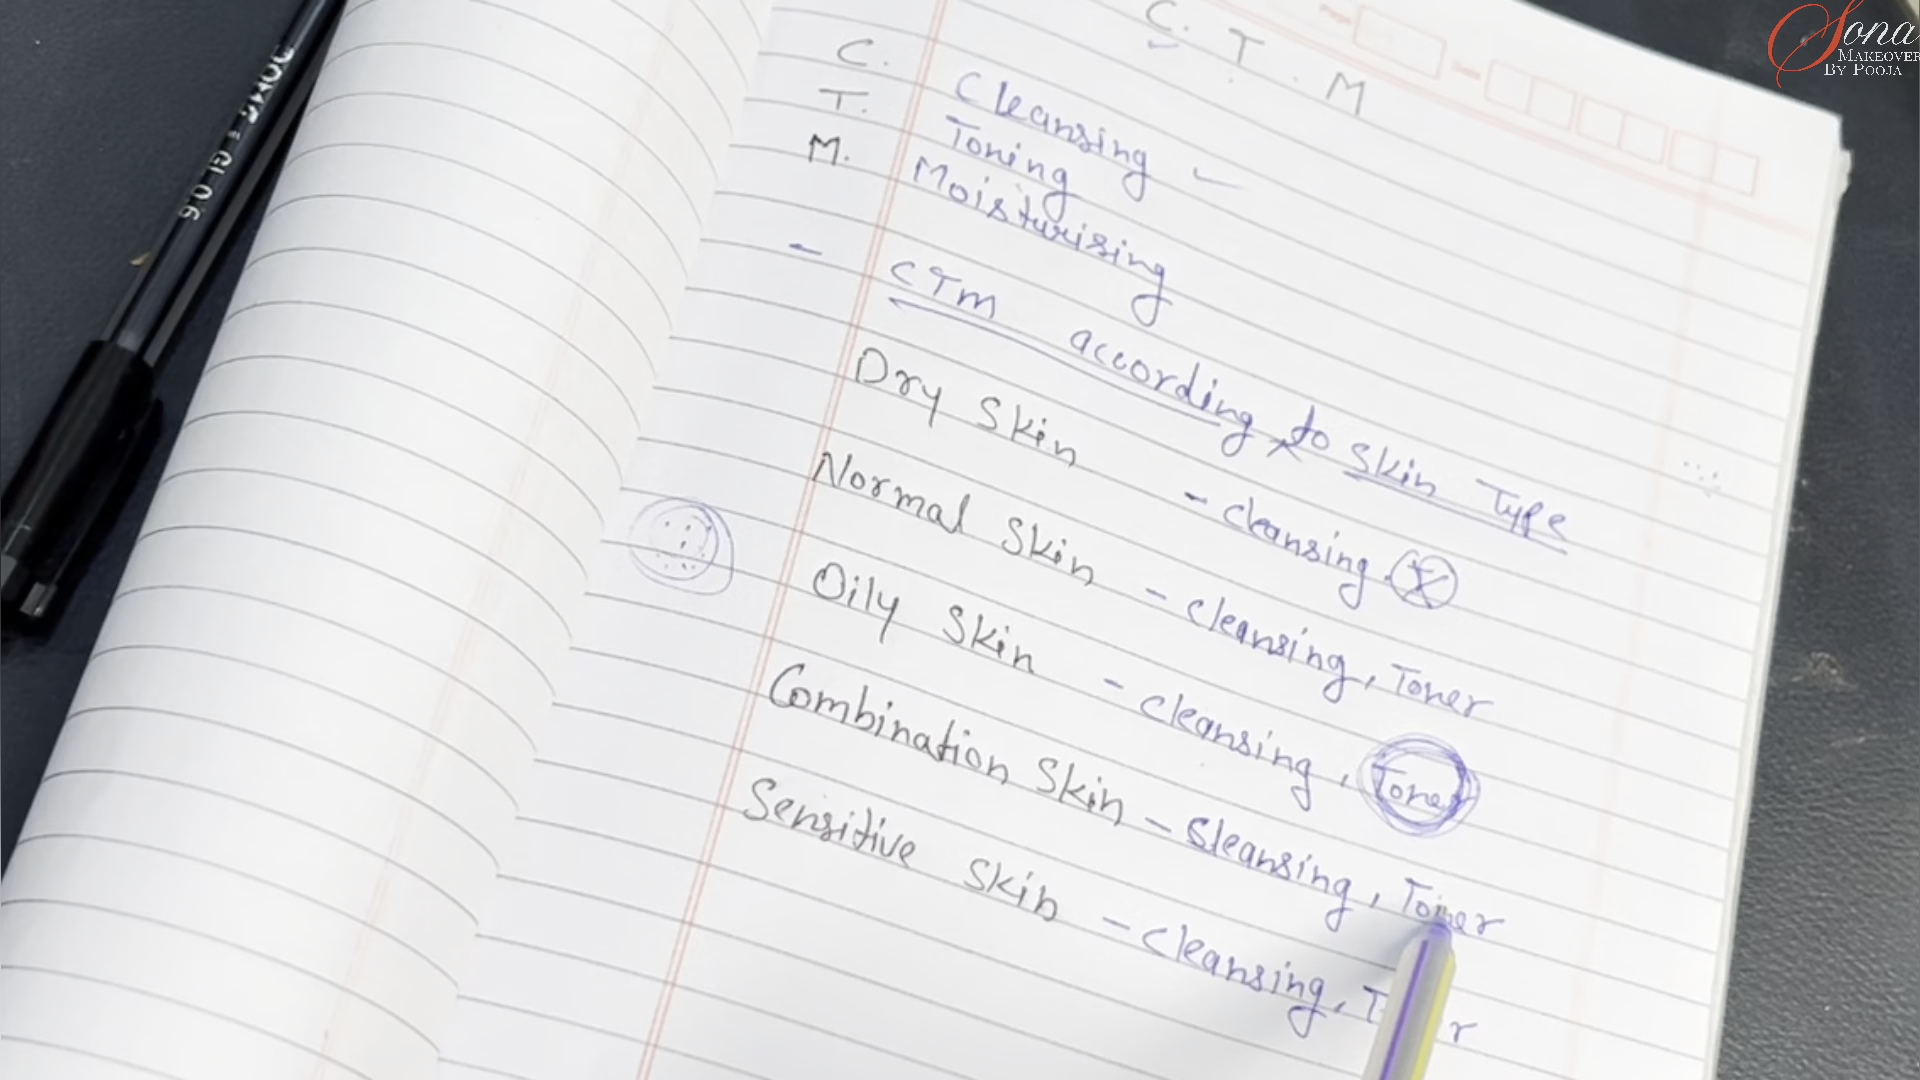 Sona
MAKEOVER
BY POOJA
C. T. M
C. Cleansing
T. Toning
M. Moisturising
- CTM according to Skin Type
Dry Skin - cleansing X
Normal Skin - cleansing, Toner
Oily Skin - cleansing, Toner
Combination Skin - Sleansing, Toner
Sensitive Skin - cleansing,